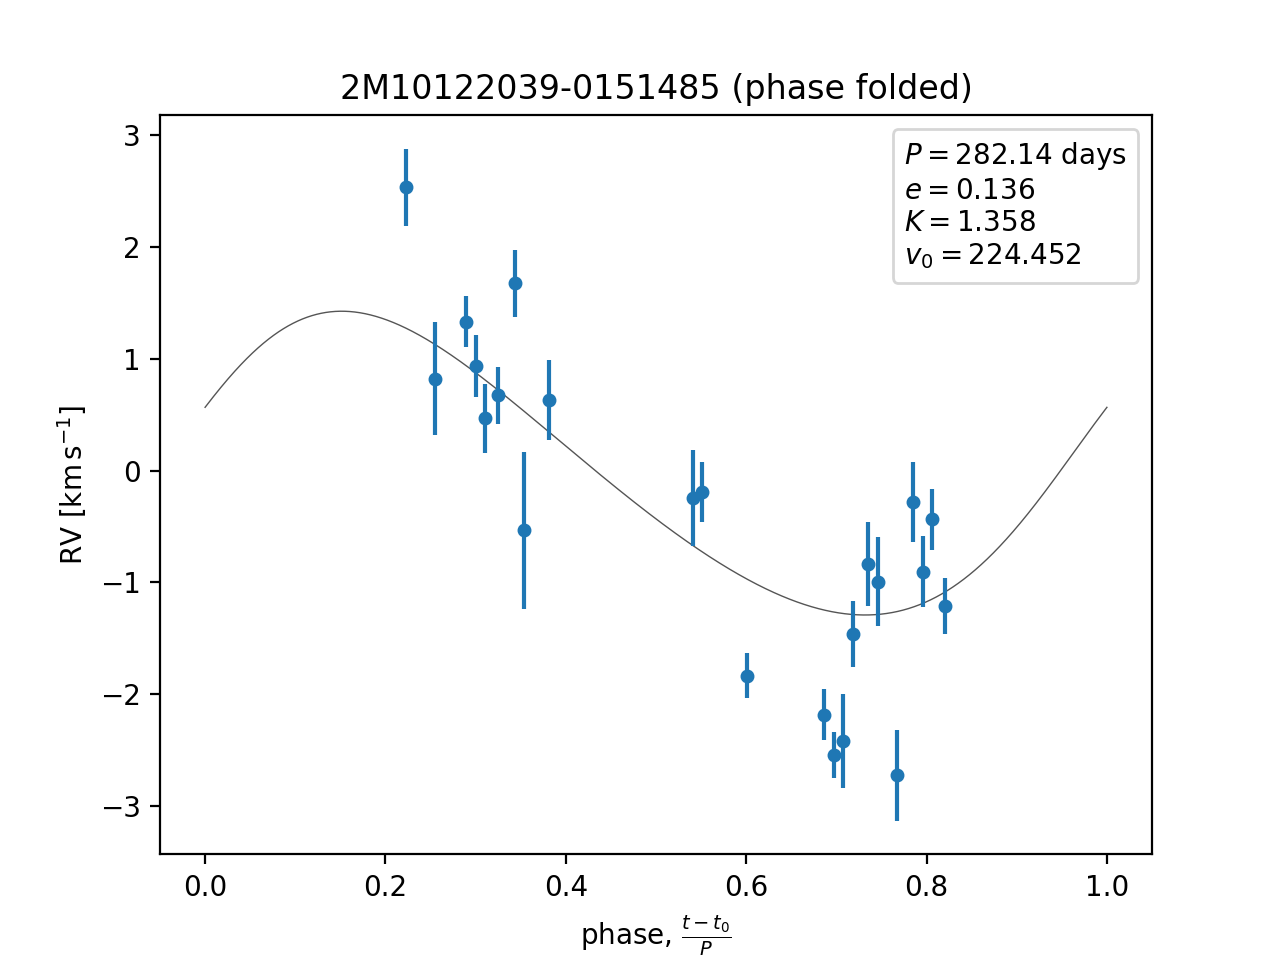 2M10122039-0151485 (phase folded)
P = 282.14 days
e = 0.136
K = 1.358
v₀ = 224.452
3
2
1
0
−1
−2
−3
RV [km s⁻¹]
0.0 0.2 0.4 0.6 0.8 1.0
phase, (t − t₀)/P